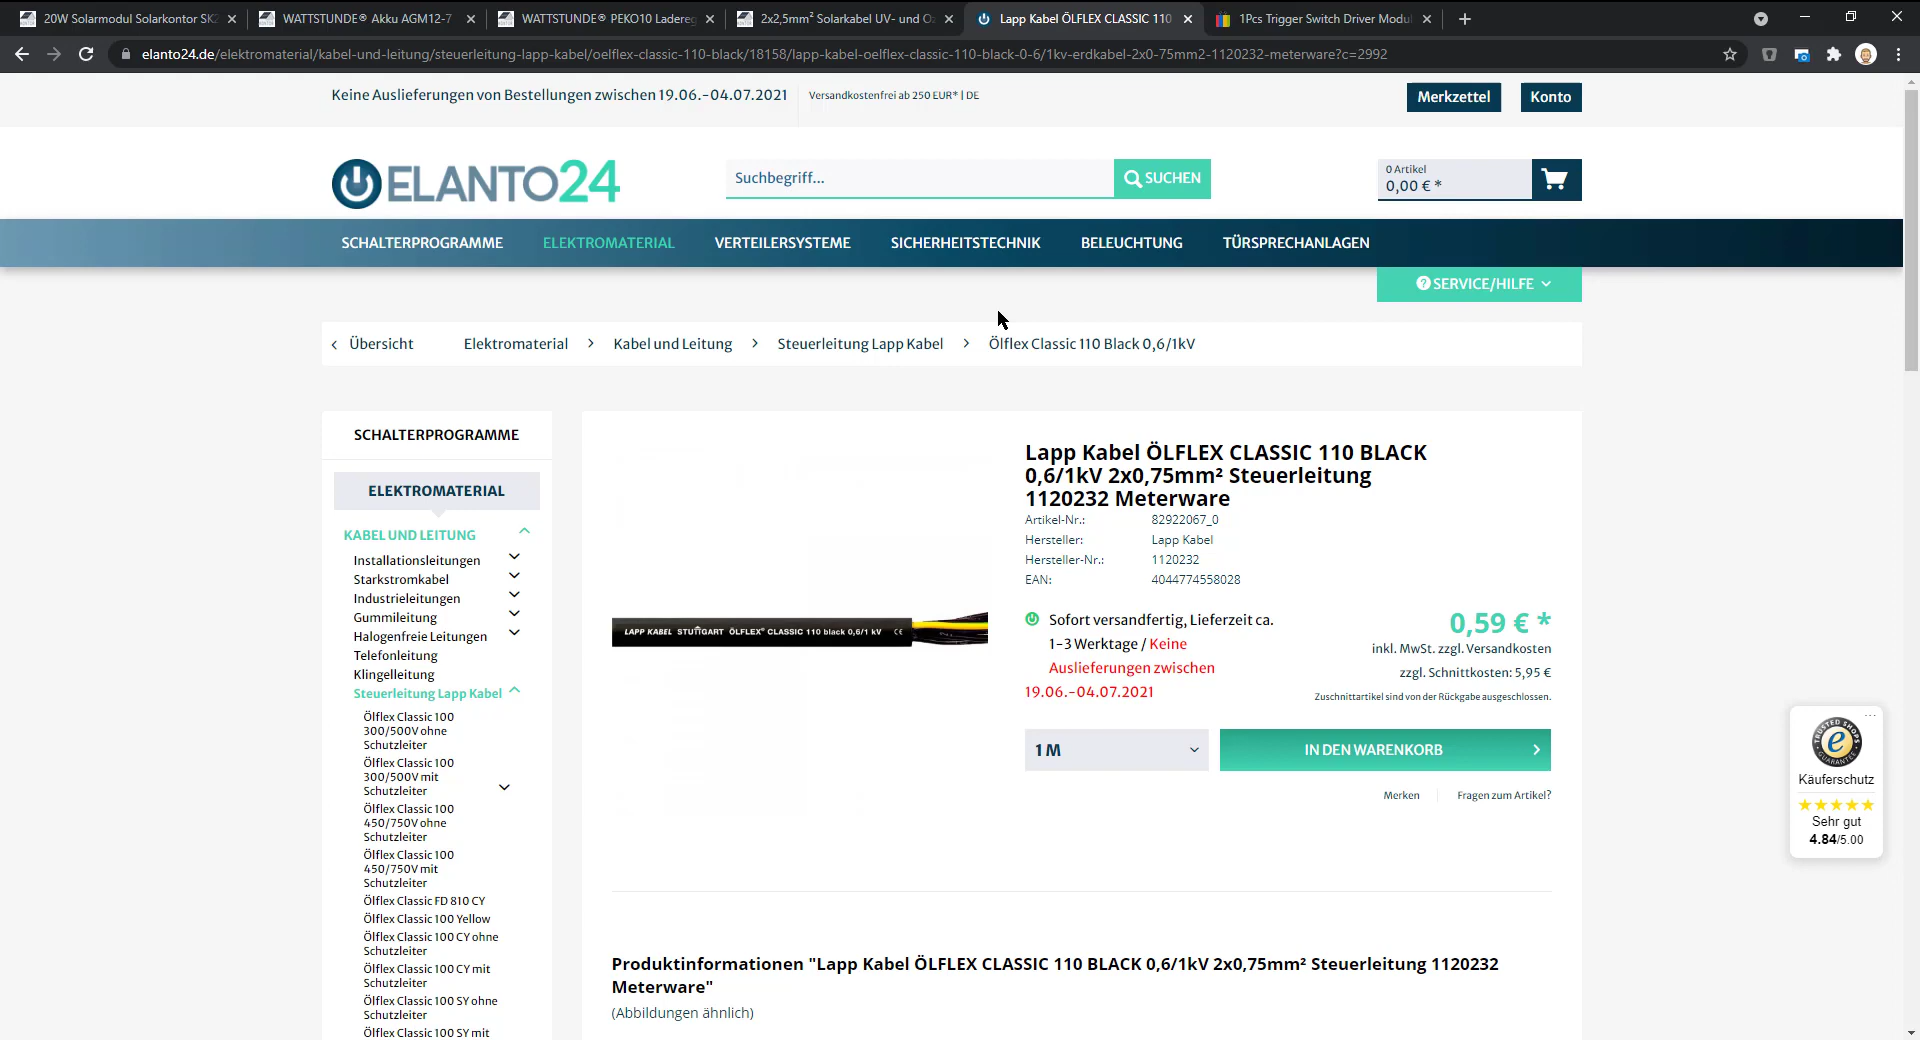 20W Solarmodul Solarkontor SK
WATTSTUNDE® Akku AGM12-7
WATTSTUNDE® PEKO10 Ladereg
2x2,5mm² Solarkabel UV- und O
Lapp Kabel ÖLFLEX CLASSIC 110
1Pcs Trigger Switch Driver Modul
elanto24.de/elektromaterial/kabel-und-leitung/steuerleitung-lapp-kabel/oelflex-classic-110-black/18158/lapp-kabel-oelflex-classic-110-black-0-6/1kv-erdkabel-2x0-75mm2-1120232-meterware?c=2992
Keine Auslieferungen von Bestellungen zwischen 19.06.-04.07.2021
Versandkostenfrei ab 250 EUR* | DE
Merkzettel
Konto
ELANTO24
Suchbegriff...
SUCHEN
0 Artikel
0,00 € *
SCHALTERPROGRAMME
ELEKTROMATERIAL
VERTEILERSYSTEME
SICHERHEITSTECHNIK
BELEUCHTUNG
TÜRSPRECHANLAGEN
SERVICE/HILFE
Übersicht
Elektromaterial
Kabel und Leitung
Steuerleitung Lapp Kabel
Ölflex Classic 110 Black 0,6/1kV
SCHALTERPROGRAMME
ELEKTROMATERIAL
KABEL UND LEITUNG
Installationsleitungen
Starkstromkabel
Industrieleitungen
Gummileitung
Halogenfreie Leitungen
Telefonleitung
Klingelleitung
Steuerleitung Lapp Kabel
Ölflex Classic 100
300/500V ohne
Schutzleiter
Ölflex Classic 100
300/500V mit
Schutzleiter
Ölflex Classic 100
450/750V ohne
Schutzleiter
Ölflex Classic 100
450/750V mit
Schutzleiter
Ölflex Classic FD 810 CY
Ölflex Classic 100 Yellow
Ölflex Classic 100 CY ohne
Schutzleiter
Ölflex Classic 100 CY mit
Schutzleiter
Ölflex Classic 100 SY ohne
Schutzleiter
Ölflex Classic 100 SY mit
LAPP KABEL STUTTGART ÖLFLEX® CLASSIC 110 black 0,6/1 kV CE
Lapp Kabel ÖLFLEX CLASSIC 110 BLACK
0,6/1kV 2x0,75mm² Steuerleitung
1120232 Meterware
Artikel-Nr.: 82922067_0
Hersteller: Lapp Kabel
Hersteller-Nr.: 1120232
EAN: 4044774558028
Sofort versandfertig, Lieferzeit ca.
1-3 Werktage / Keine
Auslieferungen zwischen
19.06.-04.07.2021
0,59 € *
inkl. MwSt. zzgl. Versandkosten
zzgl. Schnittkosten: 5,95 €
Zuschnittartikel sind von der Rückgabe ausgeschlossen.
1 M
IN DEN WARENKORB
Merken
Fragen zum Artikel?
Produktinformationen "Lapp Kabel ÖLFLEX CLASSIC 110 BLACK 0,6/1kV 2x0,75mm² Steuerleitung 1120232
Meterware"
(Abbildungen ähnlich)
TRUSTED SHOPS
e
GUARANTEE
Käuferschutz
Sehr gut
4.84/5.00